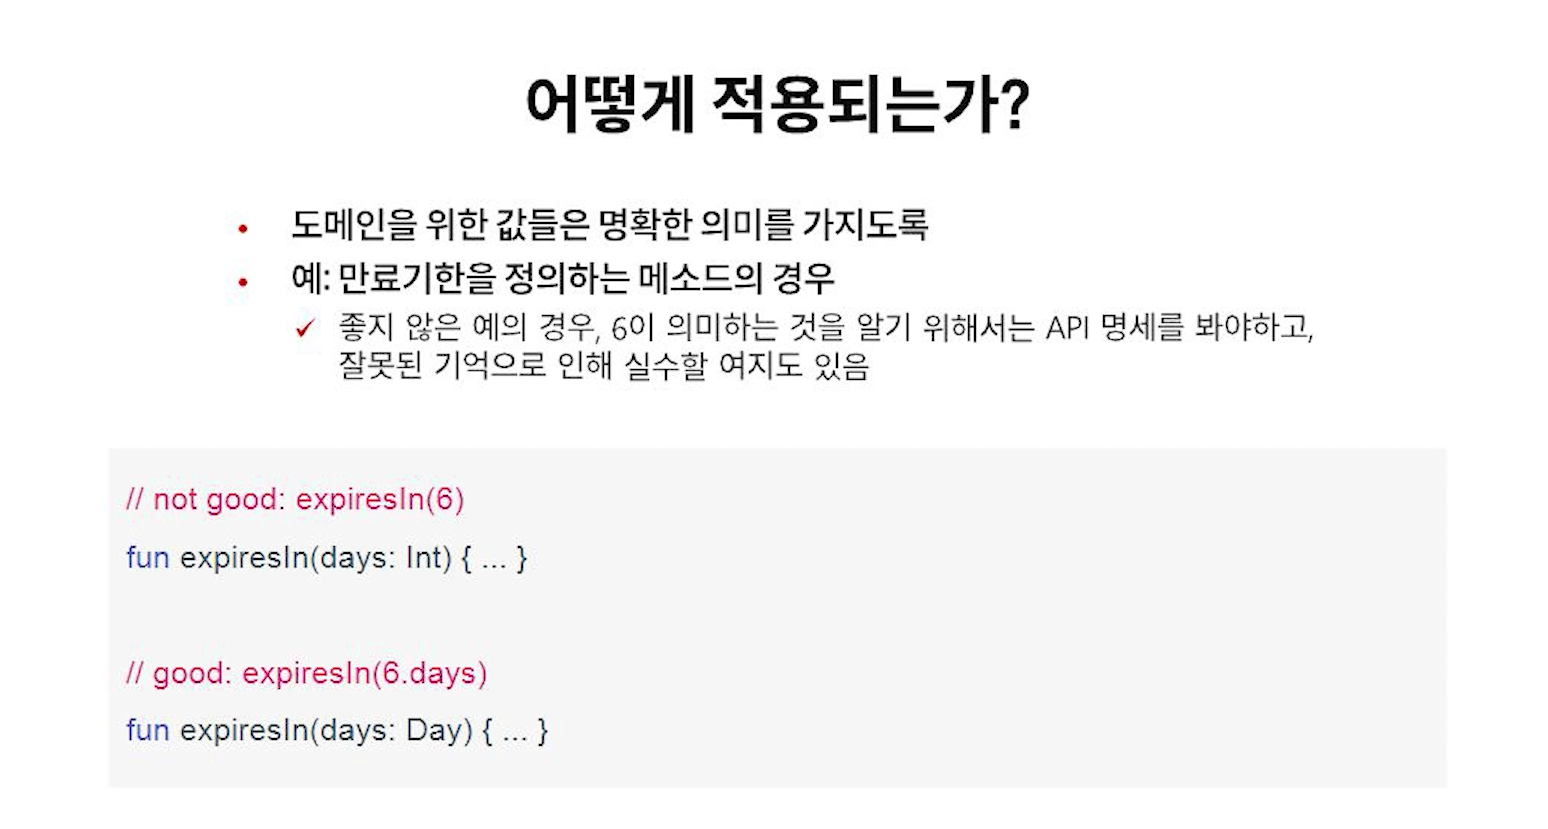 어떻게 적용되는가?
• 도메인을 위한 값들은 명확한 의미를 가지도록
• 예: 만료기한을 정의하는 메소드의 경우
✓ 좋지 않은 예의 경우, 6이 의미하는 것을 알기 위해서는 API 명세를 봐야하고,
잘못된 기억으로 인해 실수할 여지도 있음
// not good: expiresIn(6)
fun expiresIn(days: Int) { ... }
// good: expiresIn(6.days)
fun expiresIn(days: Day) { ... }